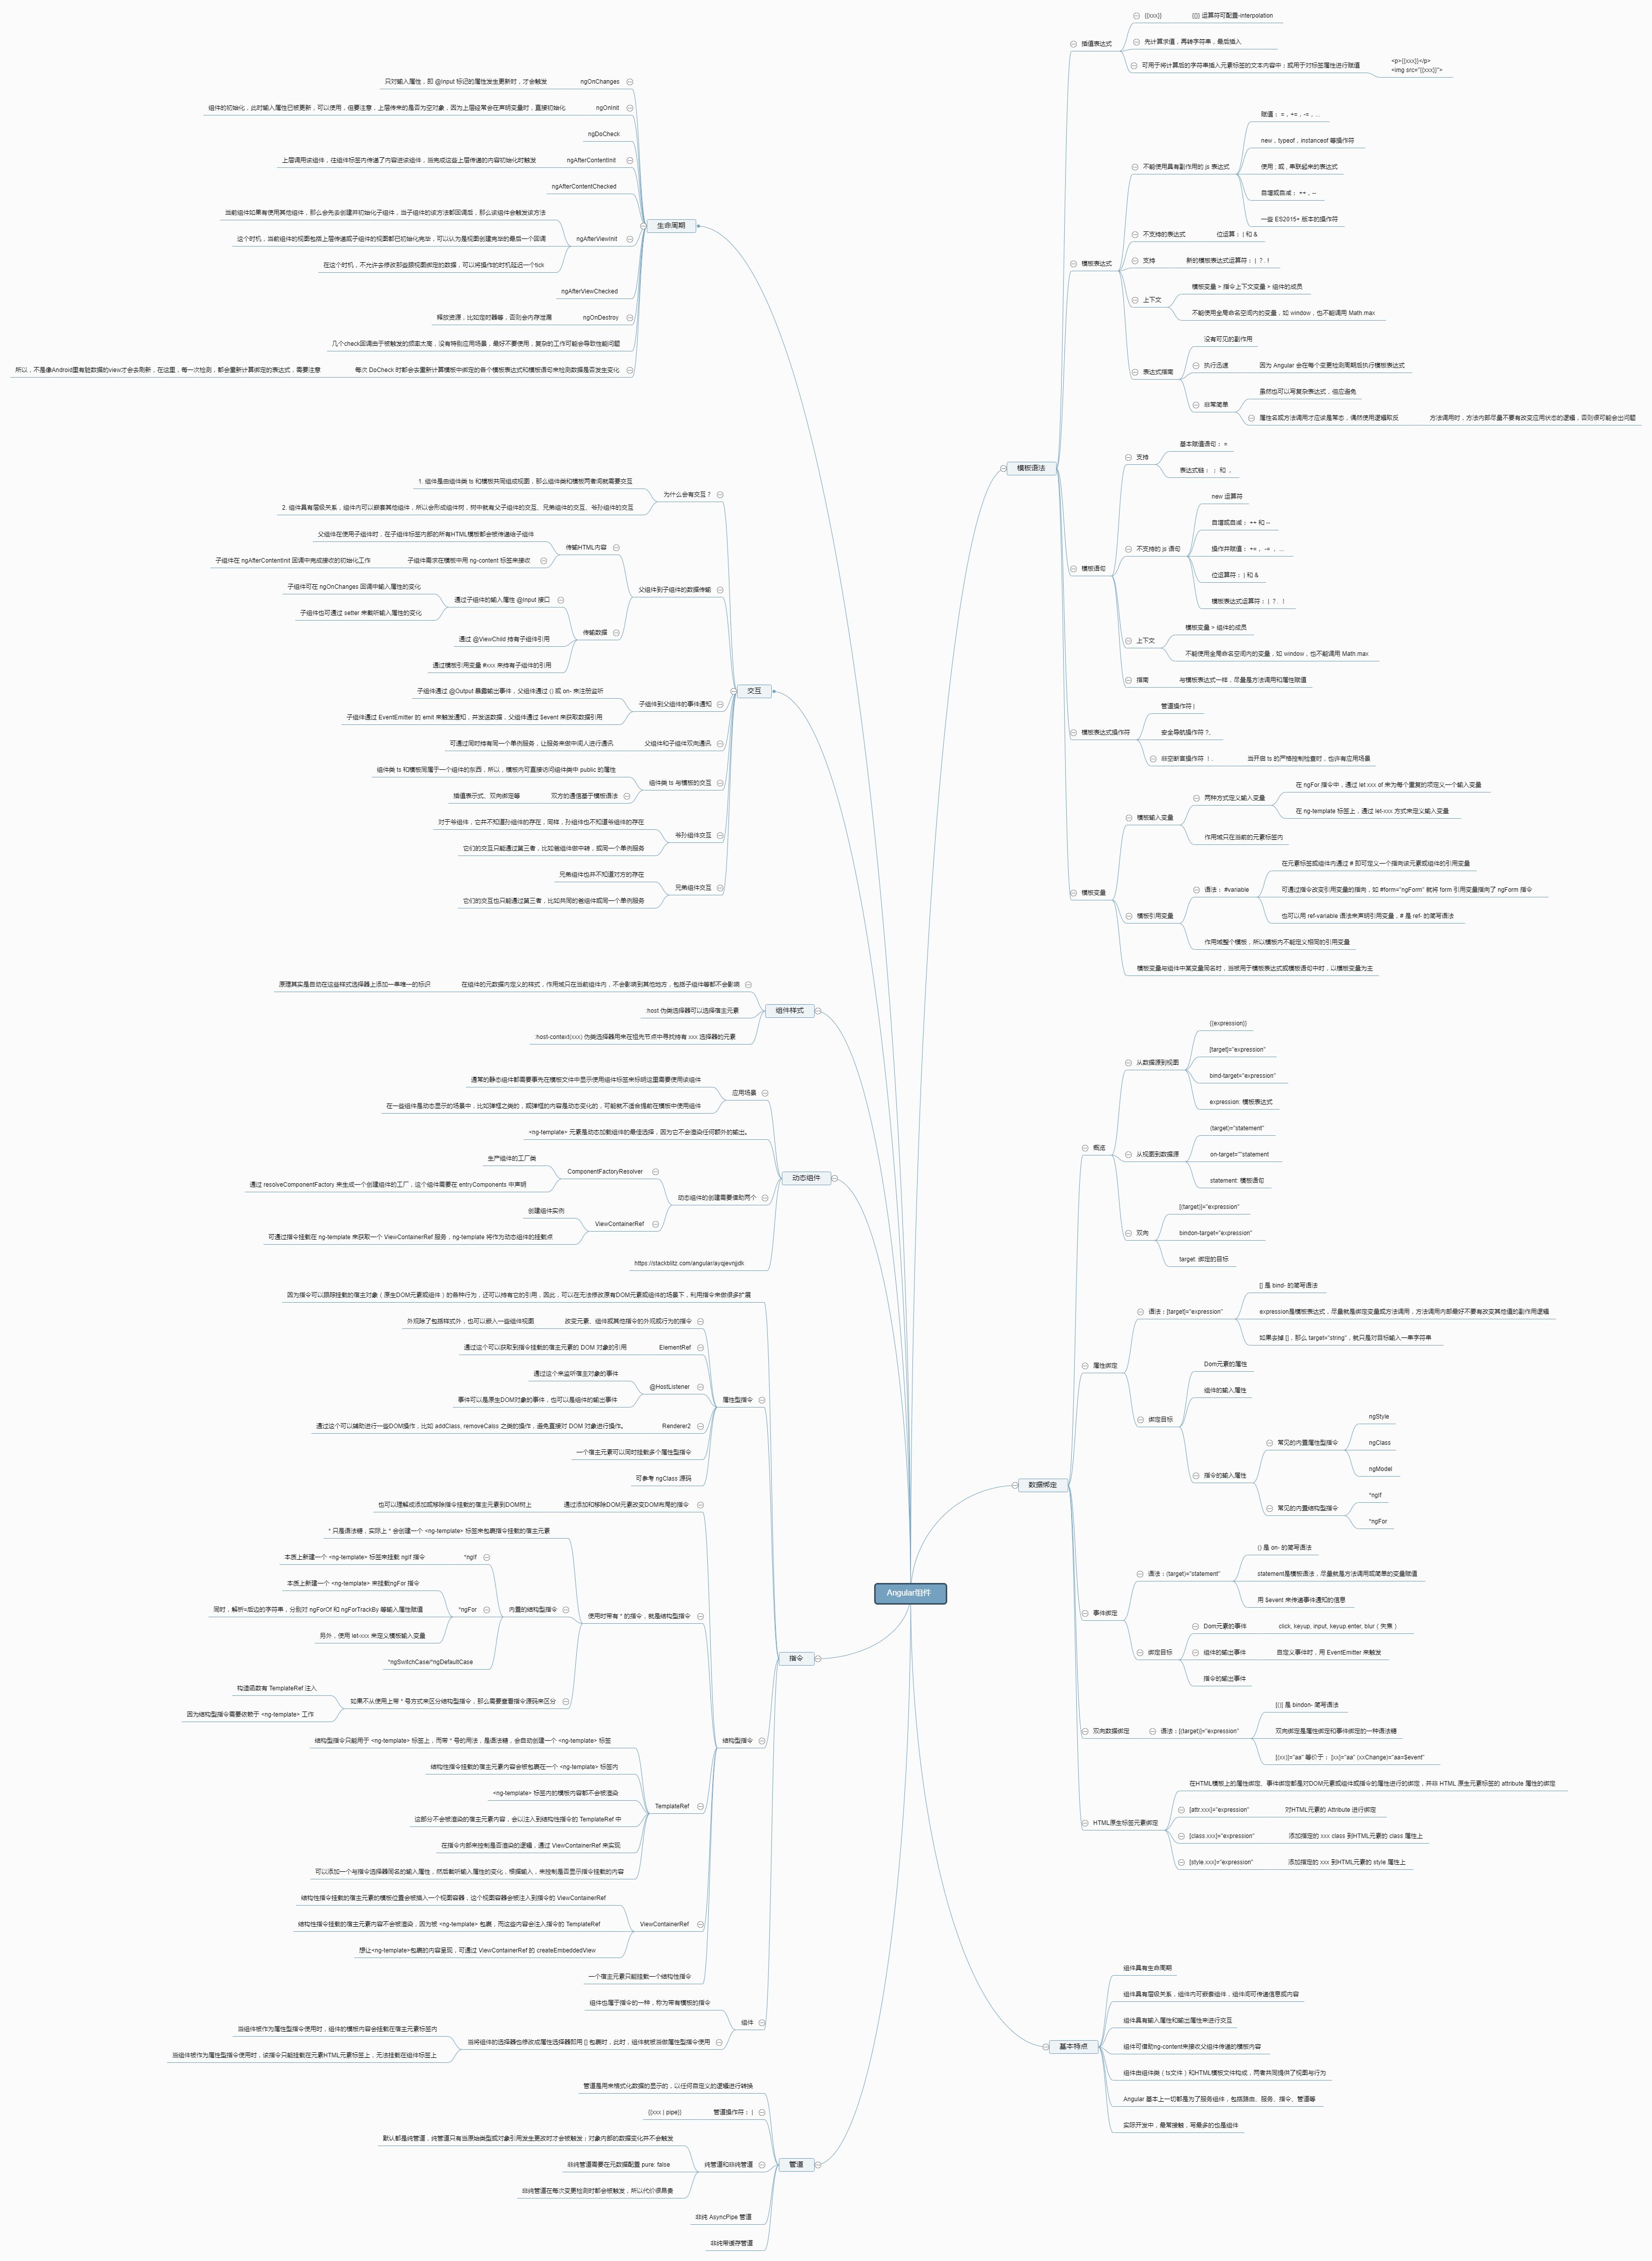 Angular组件
模板语法
插值表达式
{{xxx}}
{{}} 运算符可配置-interpolation
先计算求值，再转字符串，最后插入
可用于将计算后的字符串插入元素标签的文本内容中；或用于对标签属性进行赋值
<p>{{xxx}}</p>
<img src="{{xxx}}">
模板表达式
不能使用具有副作用的 js 表达式
赋值： =，+=，-=，...
new，typeof，instanceof 等操作符
使用 ; 或 , 串联起来的表达式
自增或自减： ++，--
一些 ES2015+ 版本的操作符
不支持的表达式
位运算： | 和 &
支持
新的模板表达式运算符： | ？. !
上下文
模板变量 > 指令上下文变量 > 组件的成员
不能使用全局命名空间内的变量，如 window，也不能调用 Math.max
表达式指南
没有可见的副作用
执行迅速
因为 Angular 会在每个变更检测周期后执行模板表达式
非常简单
虽然也可以写复杂表达式，但应避免
属性名或方法调用才应该是常态，偶然使用逻辑取反
方法调用时，方法内部尽量不要有改变应用状态的逻辑，否则很可能会出问题
模板语句
支持
基本赋值语句： =
表达式链： ； 和 ，
不支持的 js 语句
new 运算符
自增或自减： ++ 和 --
操作并赋值： +=， -= ， ...
位运算符： | 和 &
模板表达式运算符： | ？. ！
上下文
模板变量 > 组件的成员
不能使用全局命名空间内的变量，如 window，也不能调用 Math.max
指南
与模板表达式一样，尽量是方法调用和属性赋值
模板表达式操作符
管道操作符 |
安全导航操作符 ?。
非空断言操作符 ！.
当开启 ts 的严格控制检查时，也许有应用场景
模板变量
模板输入变量
两种方式定义输入变量
在 ngFor 指令中，通过 let xxx of 来为每个重复的项定义一个输入变量
在 ng-template 标签上，通过 let-xxx 方式来定义输入变量
作用域只在当前的元素标签内
模板引用变量
语法： #variable
在元素标签或组件内通过 # 即可定义一个指向该元素或组件的引用变量
可通过指令改变引用变量的指向，如 #form="ngForm" 就将 form 引用变量指向了 ngForm 指令
也可以用 ref-variable 语法来声明引用变量，# 是 ref- 的简写语法
作用域整个模板，所以模板内不能定义相同的引用变量
模板变量与组件中某变量同名时，当被用于模板表达式或模板语句中时，以模板变量为主
数据绑定
概览
从数据源到视图
{{expression}}
[target]="expression"
bind-target="expression"
expression: 模板表达式
从视图到数据源
(target)="statement"
on-target=""statement
statement: 模板语句
双向
[(target)]="expression"
bindon-target="expression"
target: 绑定的目标
属性绑定
语法：[target]="expression"
[] 是 bind- 的简写语法
expression是模板表达式，尽量就是绑定变量或方法调用，方法调用内部最好不要有改变其他值的副作用逻辑
如果去掉 []，那么 target="string"，就只是对目标输入一串字符串
绑定目标
Dom元素的属性
组件的输入属性
指令的输入属性
常见的内置属性型指令
ngStyle
ngClass
ngModel
常见的内置结构型指令
*ngIf
*ngFor
事件绑定
语法：(target)="statement"
() 是 on- 的简写语法
statement是模板语法，尽量就是方法调用或简单的变量赋值
用 $event 来传递事件通知的信息
绑定目标
Dom元素的事件
click, keyup, input, keyup.enter, blur（失焦）
组件的输出事件
自定义事件时，用 EventEmitter 来触发
指令的输出事件
双向数据绑定
语法：[(target)]="expression"
[()] 是 bindon- 简写语法
双向绑定是属性绑定和事件绑定的一种语法糖
[(xx)]="aa" 等价于： [xx]="aa" (xxChange)="aa=$event"
HTML原生标签元素绑定
在HTML模板上的属性绑定、事件绑定都是对DOM元素或组件或指令的属性进行的绑定，并非 HTML 原生元素标签的 attribute 属性的绑定
[attr.xxx]="expression"
对HTML元素的 Attribute 进行绑定
[class.xxx]="expression"
添加指定的 xxx class 到HTML元素的 class 属性上
[style.xxx]="expression"
添加指定的 xxx 到HTML元素的 style 属性上
基本特点
组件具有生命周期
组件具有层级关系，组件内可嵌套组件，组件间可传递信息或内容
组件具有输入属性和输出属性来进行交互
组件可借助ng-content来接收父组件传递的模板内容
组件由组件类（ts文件）和HTML模板文件构成，两者共同提供了视图与行为
Angular 基本上一切都是为了服务组件，包括路由、服务、指令、管道等
实际开发中，最常接触，写最多的也是组件
生命周期
只对输入属性，即 @Input 标记的属性发生更新时，才会触发
ngOnChanges
组件的初始化，此时输入属性已被更新，可以使用，但要注意，上层传来的是否为空对象，因为上层经常会在声明变量时，直接初始化
ngOnInit
ngDoCheck
上层调用该组件，往组件标签内传递了内容进该组件，当完成这些上层传递的内容初始化时触发
ngAfterContentInit
ngAfterContentChecked
当前组件如果有使用其他组件，那么会先去创建并初始化子组件，当子组件的该方法都回调后，那么该组件会触发该方法
这个时机，当前组件的视图包括上层传递或子组件的视图都已初始化完毕，可以认为是视图创建完毕的最后一个回调
ngAfterViewInit
在这个时机，不允许去修改那些跟视图绑定的数据，可以将操作的时机延迟一个tick
ngAfterViewChecked
释放资源，比如定时器等，否则会内存泄漏
ngOnDestroy
几个check回调由于被触发的频率太高，没有特别应用场景，最好不要使用，复杂的工作可能会导致性能问题
所以，不是像Android里有脏数据的view才会去刷新，在这里，每一次检测，都会重新计算绑定的表达式，需要注意
每次 DoCheck 时都会去重新计算模板中绑定的各个模板表达式和模板语句来检测数据是否发生变化
交互
为什么会有交互？
1. 组件是由组件类 ts 和模板共同组成视图，那么组件类和模板两者间就需要交互
2. 组件具有层级关系，组件内可以嵌套其他组件，所以会形成组件树，树中就有父子组件的交互、兄弟组件的交互、爷孙组件的交互
父组件到子组件的数据传输
传输HTML内容
父组件在使用子组件时，在子组件标签内部的所有HTML模板都会被传递给子组件
子组件在 ngAfterContentInit 回调中完成接收的初始化工作
子组件需求在模板中用 ng-content 标签来接收
传输数据
通过子组件的输入属性 @Input 接口
子组件可在 ngOnChanges 回调中输入属性的变化
子组件也可通过 setter 来截听输入属性的变化
通过 @ViewChild 持有子组件引用
通过模板引用变量 #xxx 来持有子组件的引用
子组件到父组件的事件通知
子组件通过 @Output 暴露输出事件，父组件通过 () 或 on- 来注册监听
子组件通过 EventEmitter 的 emit 来触发通知，并发送数据，父组件通过 $event 来获取数据引用
可通过同时持有同一个单例服务，让服务来做中间人进行通讯
父组件和子组件双向通讯
组件类 ts 与模板的交互
组件类 ts 和模板同属于一个组件的东西，所以，模板内可直接访问组件类中 public 的属性
插值表示式、双向绑定等
双方的通信基于模板语法
爷孙组件交互
对于爷组件，它并不知道孙组件的存在，同样，孙组件也不知道爷组件的存在
它们的交互只能通过第三者，比如爸组件做中转，或同一个单例服务
兄弟组件交互
兄弟组件也并不知道对方的存在
它们的交互也只能通过第三者，比如共同的爸组件或同一个单例服务
组件样式
原理其实是自动在这些样式选择器上添加一串唯一的标识
在组件的元数据内定义的样式，作用域只在当前组件内，不会影响到其他地方，包括子组件等都不会影响
:host 伪类选择器可以选择宿主元素
:host-context(xxx) 伪类选择器用来在祖先节点中寻找持有 xxx 选择器的元素
动态组件
应用场景
通常的静态组件都需要事先在模板文件中显示使用组件标签来标明这里需要使用该组件
在一些组件是动态显示的场景中，比如弹框之类的，或弹框的内容是动态变化的，可能就不适合提前在模板中使用组件
<ng-template> 元素是动态加载组件的最佳选择，因为它不会渲染任何额外的输出。
动态组件的创建需要借助两个
ComponentFactoryResolver
生产组件的工厂类
通过 resolveComponentFactory 来生成一个创建组件的工厂，这个组件需要在 entryComponents 中声明
ViewContainerRef
创建组件实例
可通过指令挂载在 ng-template 来获取一个 ViewContainerRef 服务，ng-template 将作为动态组件的挂载点
https://stackblitz.com/angular/ayqjevnjjdk
指令
因为指令可以跟踪挂载的宿主对象（原生DOM元素或组件）的各种行为，还可以持有它的引用，因此，可以在无法修改原有DOM元素或组件的场景下，利用指令来做很多扩展
属性型指令
外观除了包括样式外，也可以嵌入一些组件视图
改变元素、组件或其他指令的外观或行为的指令
通过这个可以获取到指令挂载的宿主元素的 DOM 对象的引用
ElementRef
@HostListener
通过这个来监听宿主对象的事件
事件可以是原生DOM对象的事件，也可以是组件的输出事件
通过这个可以辅助进行一些DOM操作，比如 addClass, removeCalss 之类的操作，避免直接对 DOM 对象进行操作。
Renderer2
一个宿主元素可以同时挂载多个属性型指令
可参考 ngClass 源码
结构型指令
也可以理解成添加或移除指令挂载的宿主元素到DOM树上
通过添加和移除DOM元素改变DOM布局的指令
使用时带有 * 的指令，就是结构型指令
* 只是语法糖，实际上 * 会创建一个 <ng-template> 标签来包裹指令挂载的宿主元素
内置的结构型指令
本质上新建一个 <ng-template> 标签来挂载 ngIf 指令
*ngIf
*ngFor
本质上新建一个 <ng-template> 来挂载ngFor 指令
同时，解析=后边的字符串，分别对 ngForOf 和 ngForTrackBy 等输入属性赋值
另外，使用 let-xxx 来定义模板输入变量
*ngSwitchCase/*ngDefaultCase
如果不从使用上带 * 号方式来区分结构型指令，那么需要查看指令源码来区分
构造函数有 TemplateRef 注入
因为结构型指令需要依赖于 <ng-template> 工作
TemplateRef
结构型指令只能用于 <ng-template> 标签上，而带 * 号的用法，是语法糖，会自动创建一个 <ng-template> 标签
结构性指令挂载的宿主元素内容会被包裹在一个 <ng-template> 标签内
<ng-template> 标签内的模板内容都不会被渲染
这部分不会被渲染的宿主元素内容，会以注入到结构性指令的 TemplateRef 中
在指令内部来控制是否渲染的逻辑，通过 ViewContainerRef 来实现
可以添加一个与指令选择器同名的输入属性，然后截听输入属性的变化，根据输入，来控制是否显示指令挂载的内容
ViewContainerRef
结构性指令挂载的宿主元素的模板位置会被插入一个视图容器，这个视图容器会被注入到指令的 ViewContainerRef
结构性指令挂载的宿主元素内容不会被渲染，因为被 <ng-template> 包裹，而这些内容会注入指令的 TemplateRef
想让<ng-template>包裹的内容呈现，可通过 ViewContainerRef 的 createEmbeddedView
一个宿主元素只能挂载一个结构性指令
组件
组件也属于指令的一种，称为带有模板的指令
当将组件的选择器也修改成属性选择器即用 [] 包裹时，此时，组件就被当做属性型指令使用
当组件被作为属性型指令使用时，组件的模板内容会挂载在宿主元素标签内
当组件被作为属性型指令使用时，该指令只能挂载在元素HTML元素标签上，无法挂载在组件标签上
管道
管道是用来格式化数据的显示的，以任何自定义的逻辑进行转换
{{xxx | pipe}}
管道操作符： |
纯管道和非纯管道
默认都是纯管道，纯管道只有当原始类型或对象引用发生更改时才会被触发；对象内部的数据变化并不会触发
非纯管道需要在元数据配置 pure: false
非纯管道在每次变更检测时都会被触发，所以代价很昂贵
非纯 AsyncPipe 管道
非纯带缓存管道